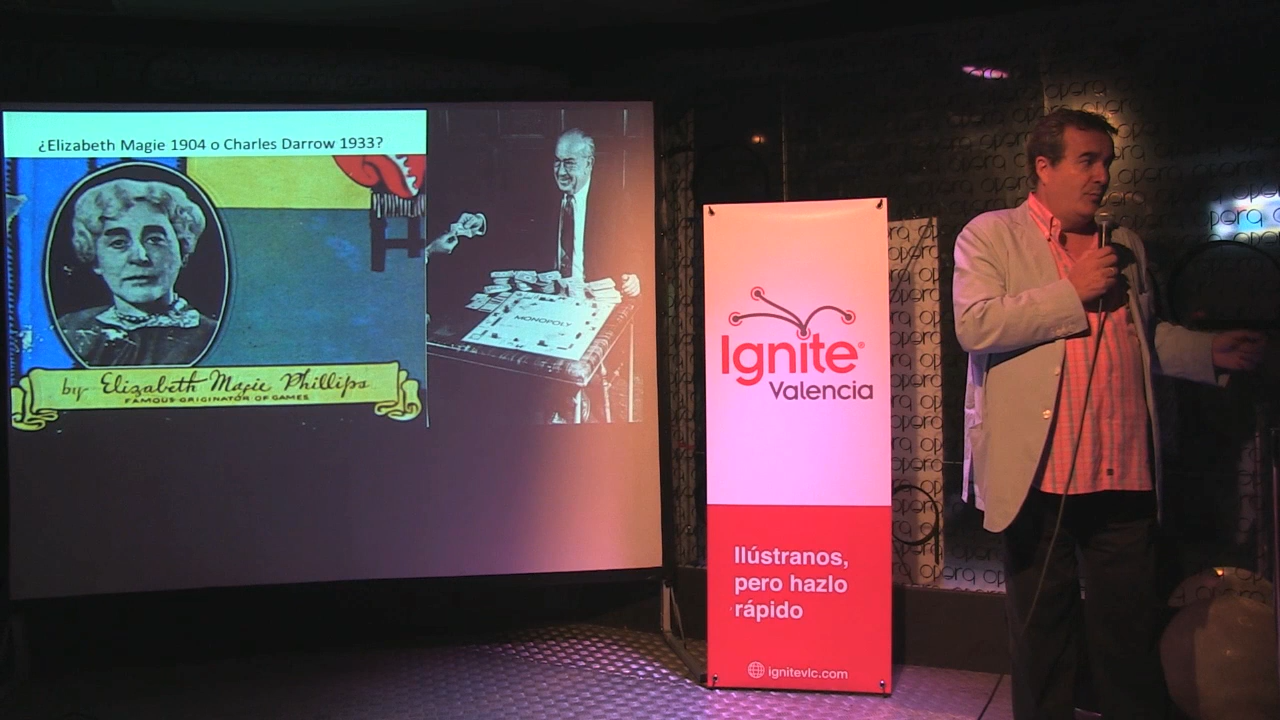 ¿Elizabeth Magie 1904 o Charles Darrow 1933?
by Elizabeth Magie Phillips
FAMOUS ORIGINATOR OF GAMES
MONOPOLY
Ignite®
Valencia
Ilústranos,
pero hazlo
rápido
ignitevlc.com
opera